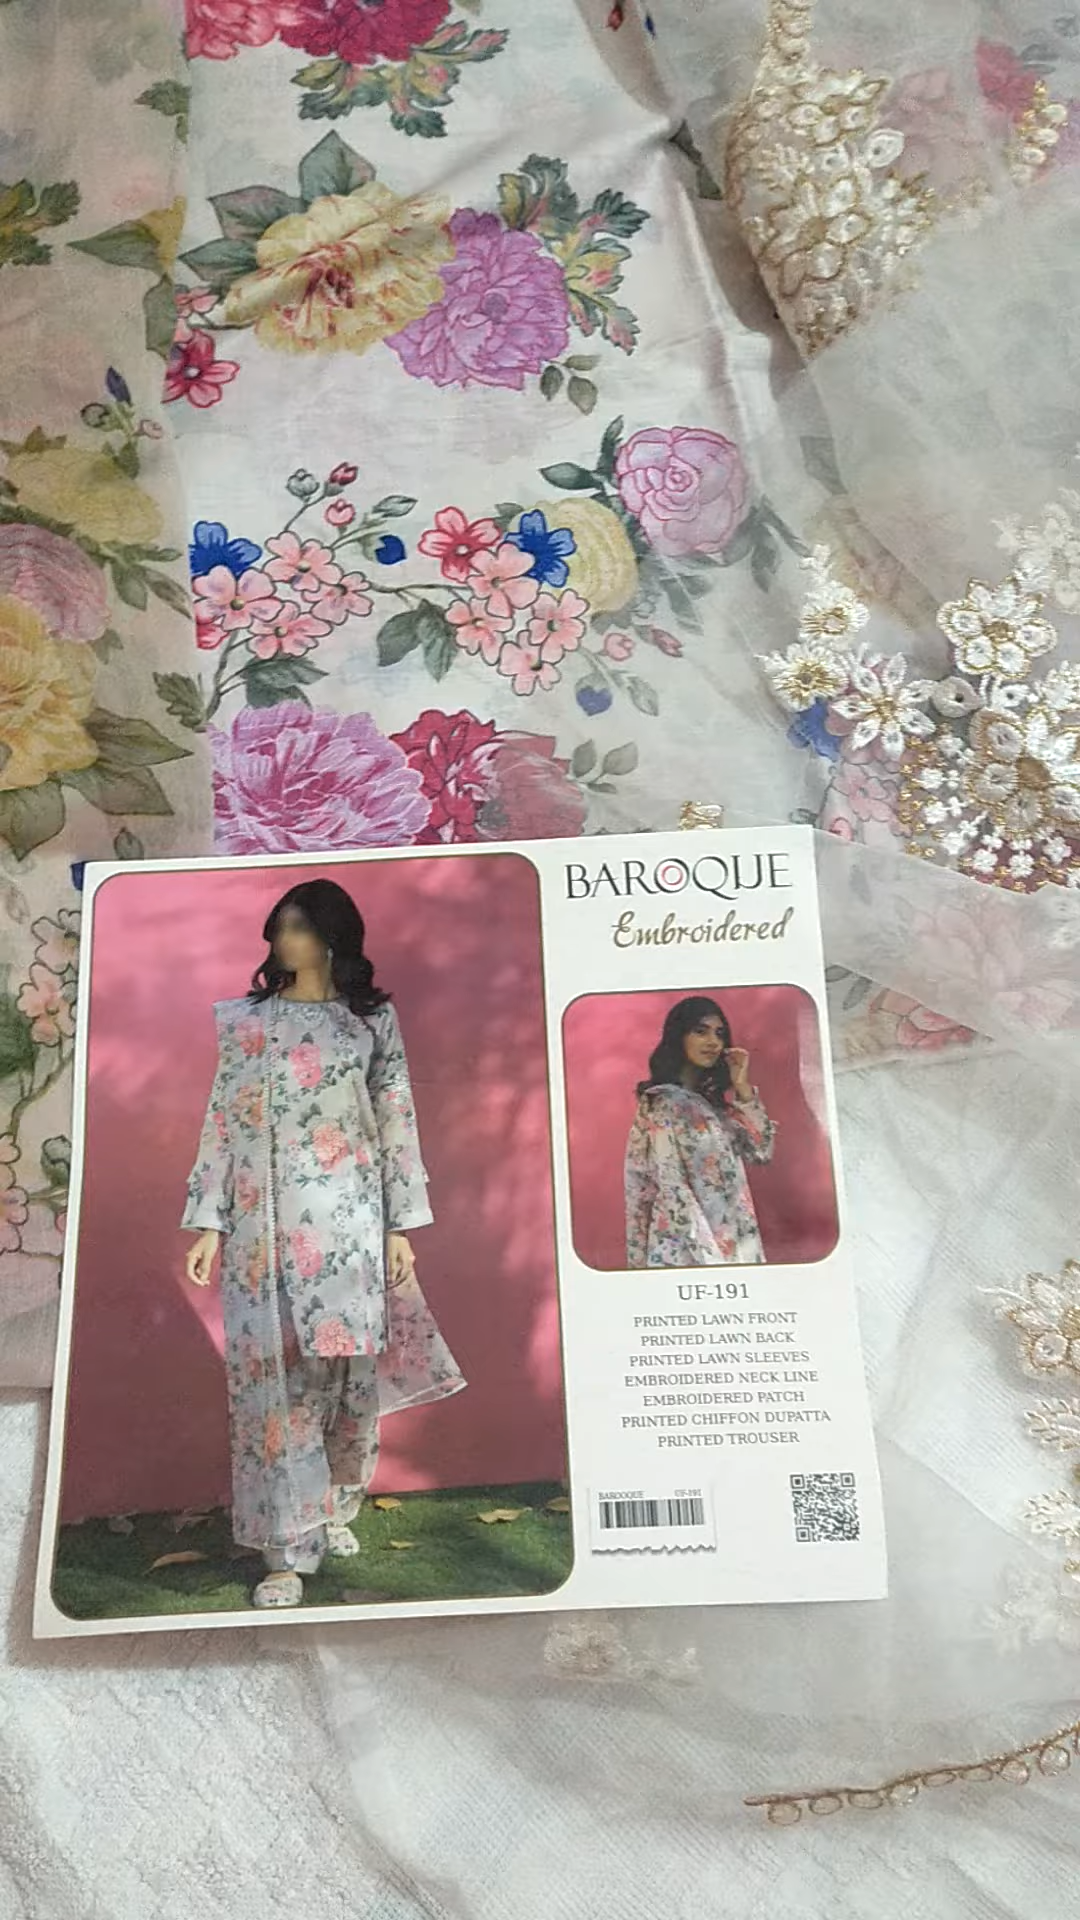 BAROQUE
Embroidered
UF-191
PRINTED LAWN FRONT
PRINTED LAWN BACK
PRINTED LAWN SLEEVES
EMBROIDERED NECK LINE
EMBROIDERED PATCH
PRINTED CHIFFON DUPATTA
PRINTED TROUSER
BAROOQUE UF-191